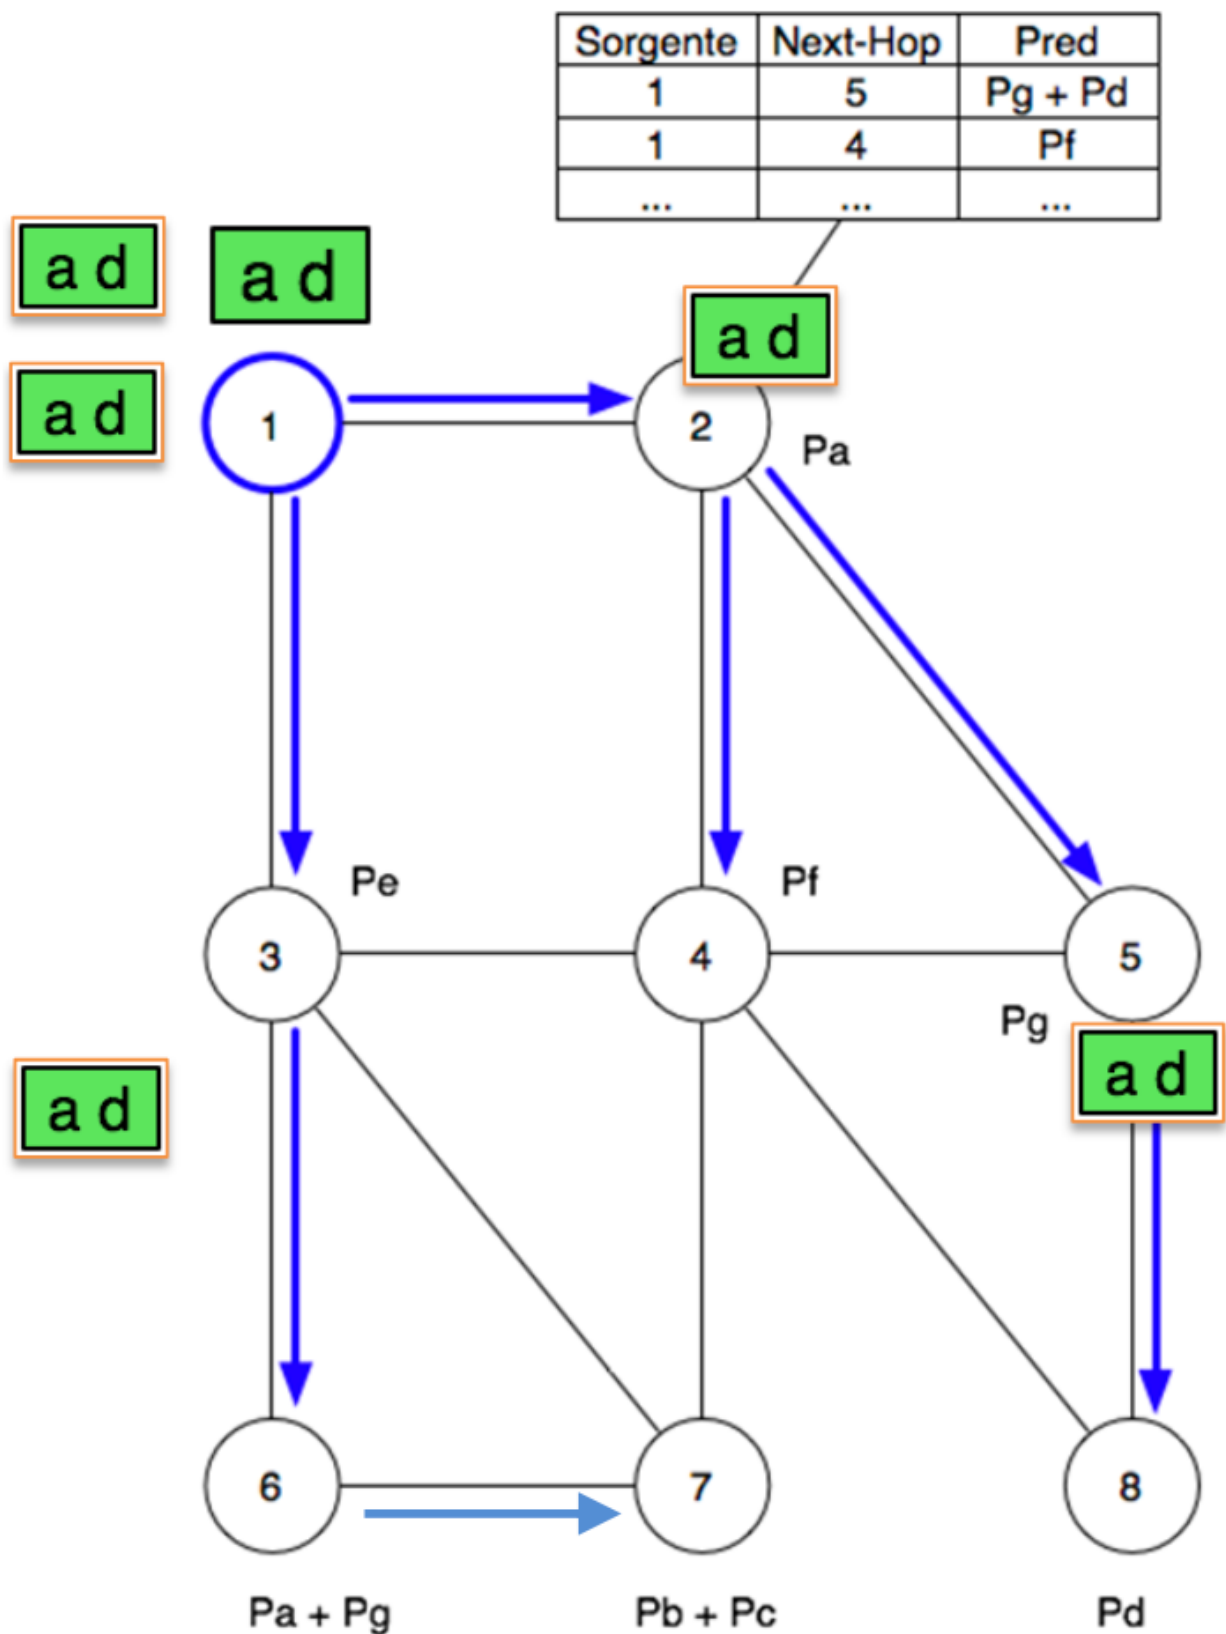 Sorgente Next-Hop Pred
1 5 Pg + Pd
1 4 Pf
... ... ...
a d a d
a d
a d 1 2
Pa
Pe Pf
3 4 5
Pg
a d
a d
6 7 8
Pa + Pg Pb + Pc Pd